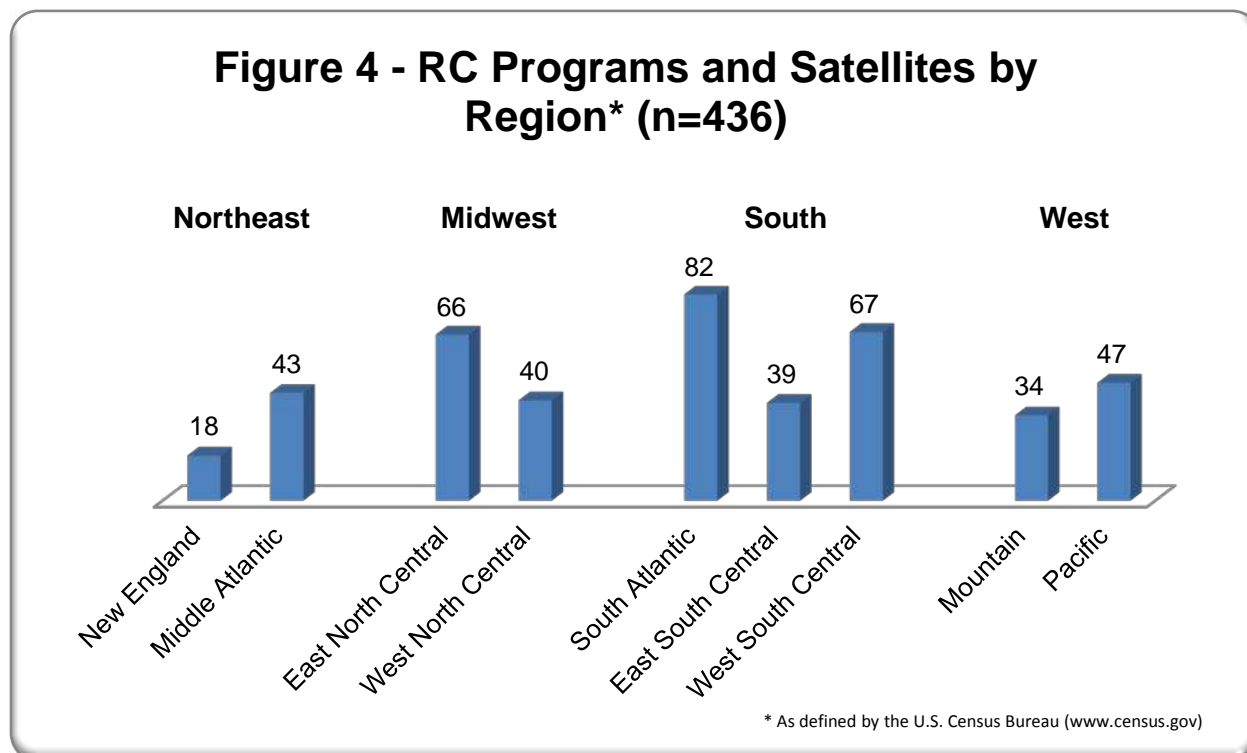 Figure 4 - RC Programs and Satellites by
Region* (n=436)
Northeast
Midwest
South
West
18
43
66
40
82
39
67
34
47
New England
Middle Atlantic
East North Central
West North Central
South Atlantic
East South Central
West South Central
Mountain
Pacific
* As defined by the U.S. Census Bureau (www.census.gov)